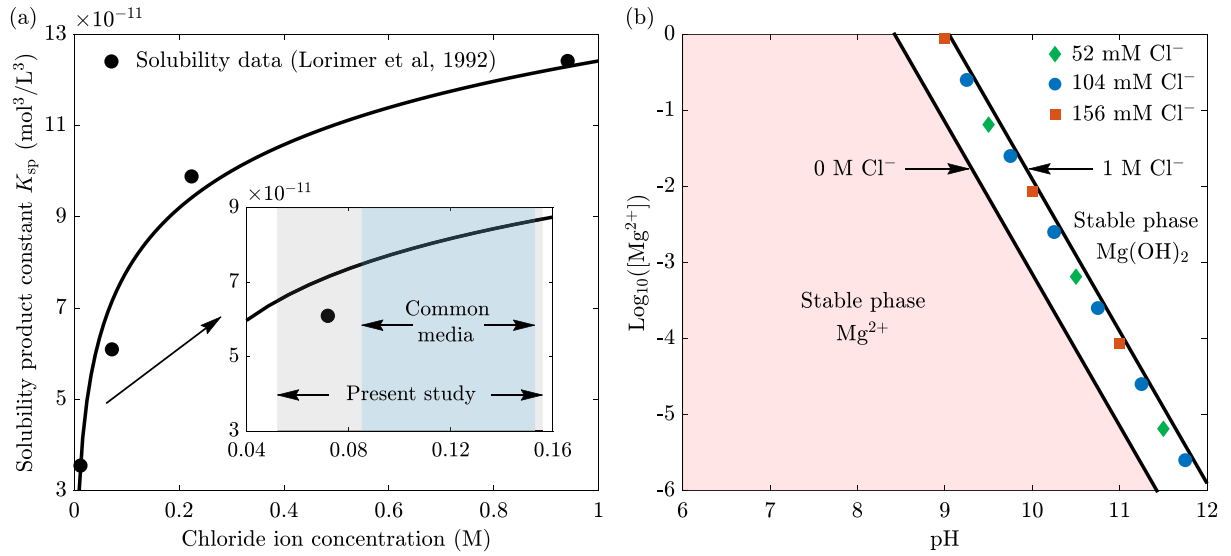 (a)
×10⁻¹¹
13
11
9
7
5
3
Solubility product constant Kₛₚ (mol³/L³)
Solubility data (Lorimer et al, 1992)
×10⁻¹¹
9
7
5
3
Common
media
Present study
0.04
0.08
0.12
0.16
0
0.2
0.4
0.6
0.8
1
Chloride ion concentration (M)
(b)
0
-1
-2
-3
-4
-5
-6
Log₁₀([Mg²⁺])
52 mM Cl⁻
104 mM Cl⁻
156 mM Cl⁻
0 M Cl⁻
1 M Cl⁻
Stable phase
Mg(OH)₂
Stable phase
Mg²⁺
6
7
8
9
10
11
12
pH